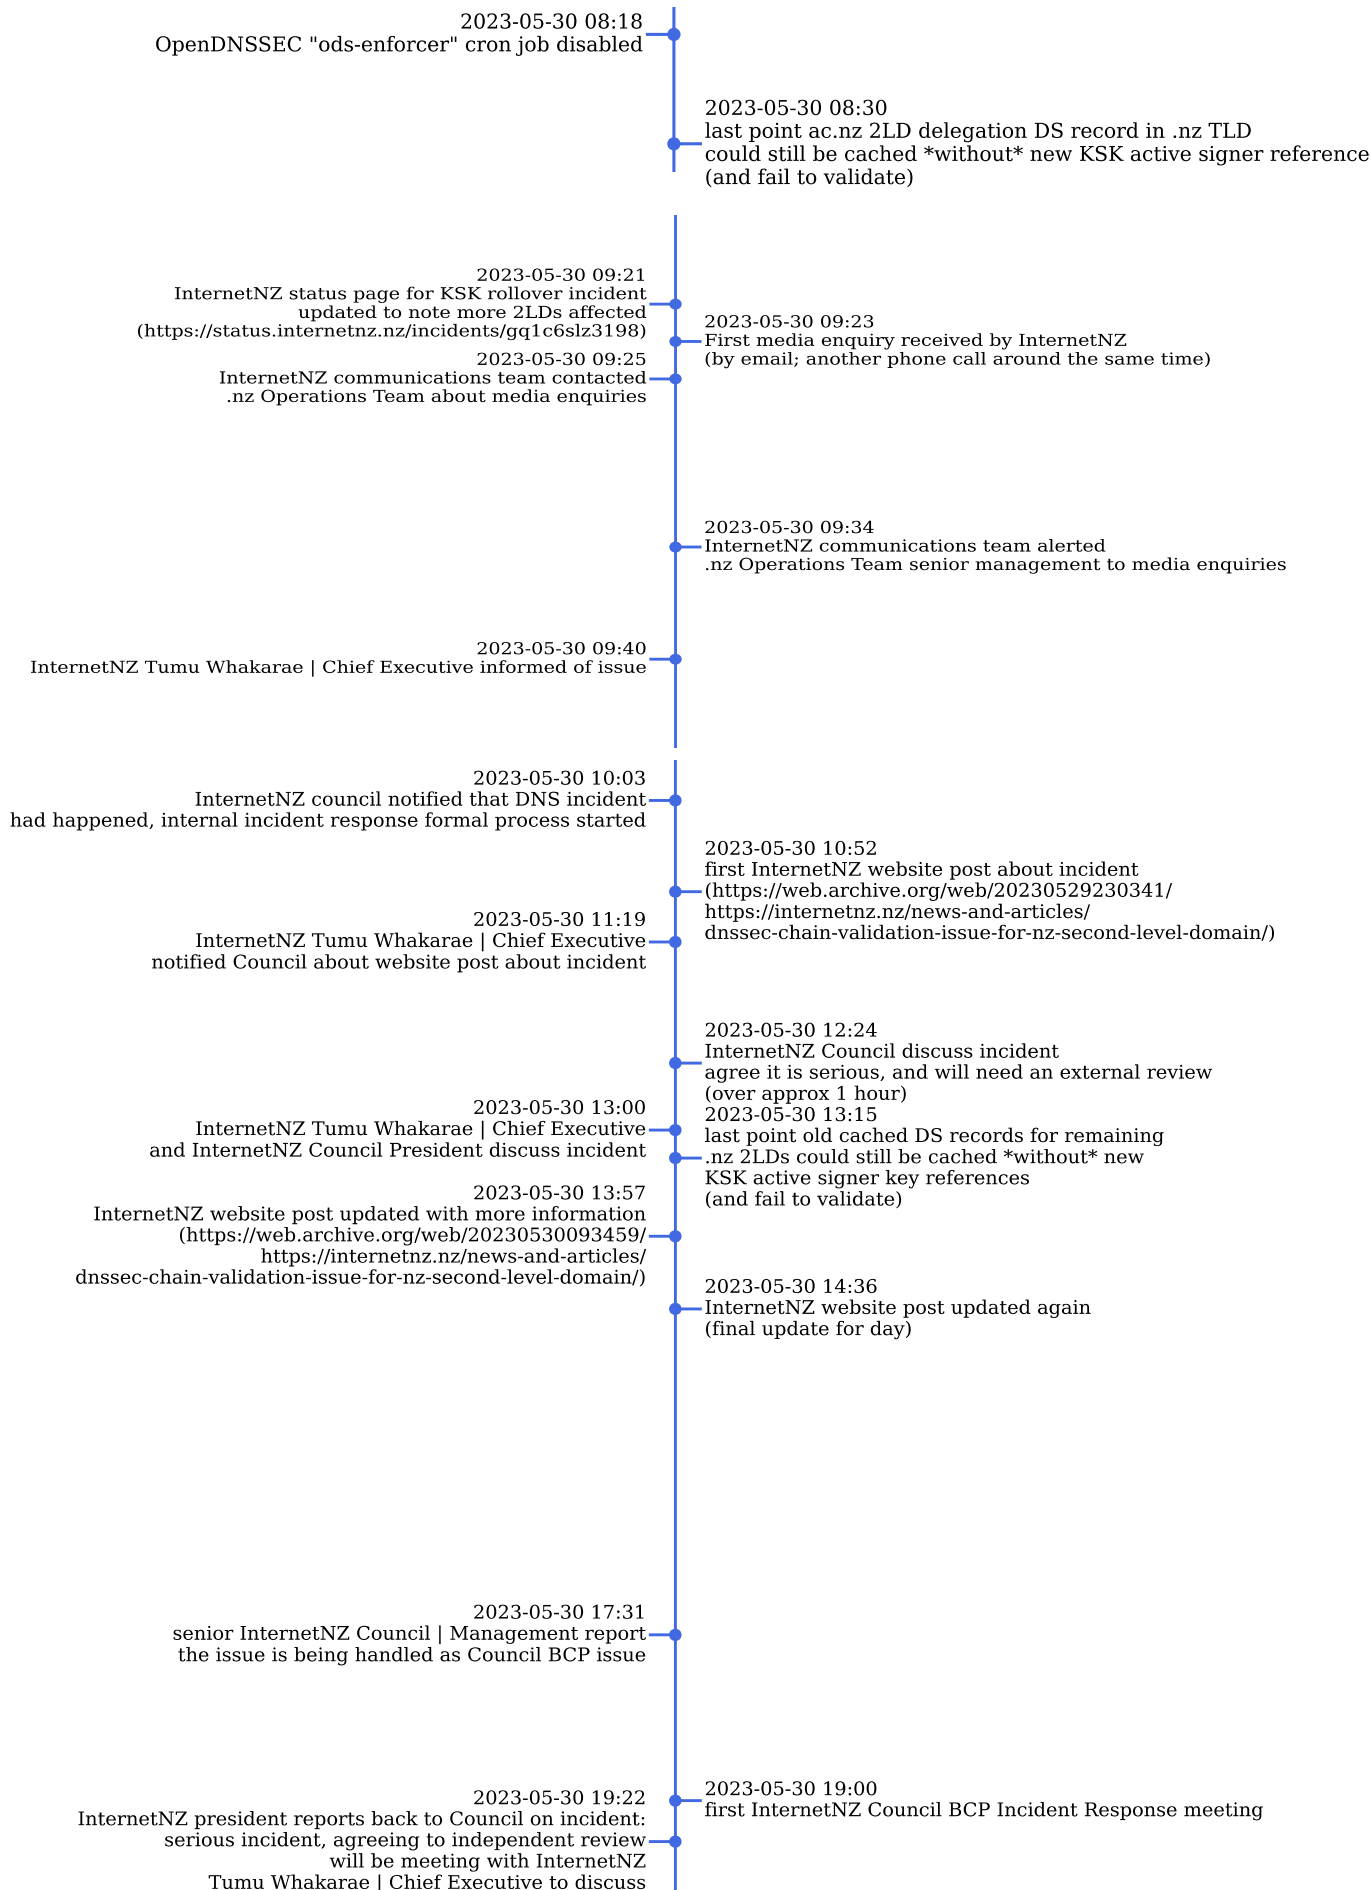 2023-05-30 08:18
OpenDNSSEC "ods-enforcer" cron job disabled
2023-05-30 08:30
last point ac.nz 2LD delegation DS record in .nz TLD
could still be cached *without* new KSK active signer reference
(and fail to validate)
2023-05-30 09:21
InternetNZ status page for KSK rollover incident
updated to note more 2LDs affected
(https://status.internetnz.nz/incidents/gq1c6slz3198)
2023-05-30 09:23
First media enquiry received by InternetNZ
(by email; another phone call around the same time)
2023-05-30 09:25
InternetNZ communications team contacted
.nz Operations Team about media enquiries
2023-05-30 09:34
InternetNZ communications team alerted
.nz Operations Team senior management to media enquiries
2023-05-30 09:40
InternetNZ Tumu Whakarae | Chief Executive informed of issue
2023-05-30 10:03
InternetNZ council notified that DNS incident
had happened, internal incident response formal process started
2023-05-30 10:52
first InternetNZ website post about incident
(https://web.archive.org/web/20230529230341/
https://internetnz.nz/news-and-articles/
dnssec-chain-validation-issue-for-nz-second-level-domain/)
2023-05-30 11:19
InternetNZ Tumu Whakarae | Chief Executive
notified Council about website post about incident
2023-05-30 12:24
InternetNZ Council discuss incident
agree it is serious, and will need an external review
(over approx 1 hour)
2023-05-30 13:00
InternetNZ Tumu Whakarae | Chief Executive
and InternetNZ Council President discuss incident
2023-05-30 13:15
last point old cached DS records for remaining
.nz 2LDs could still be cached *without* new
KSK active signer key references
(and fail to validate)
2023-05-30 13:57
InternetNZ website post updated with more information
(https://web.archive.org/web/20230530093459/
https://internetnz.nz/news-and-articles/
dnssec-chain-validation-issue-for-nz-second-level-domain/)
2023-05-30 14:36
InternetNZ website post updated again
(final update for day)
2023-05-30 17:31
senior InternetNZ Council | Management report
the issue is being handled as Council BCP issue
2023-05-30 19:00
first InternetNZ Council BCP Incident Response meeting
2023-05-30 19:22
InternetNZ president reports back to Council on incident:
serious incident, agreeing to independent review
will be meeting with InternetNZ
Tumu Whakarae | Chief Executive to discuss